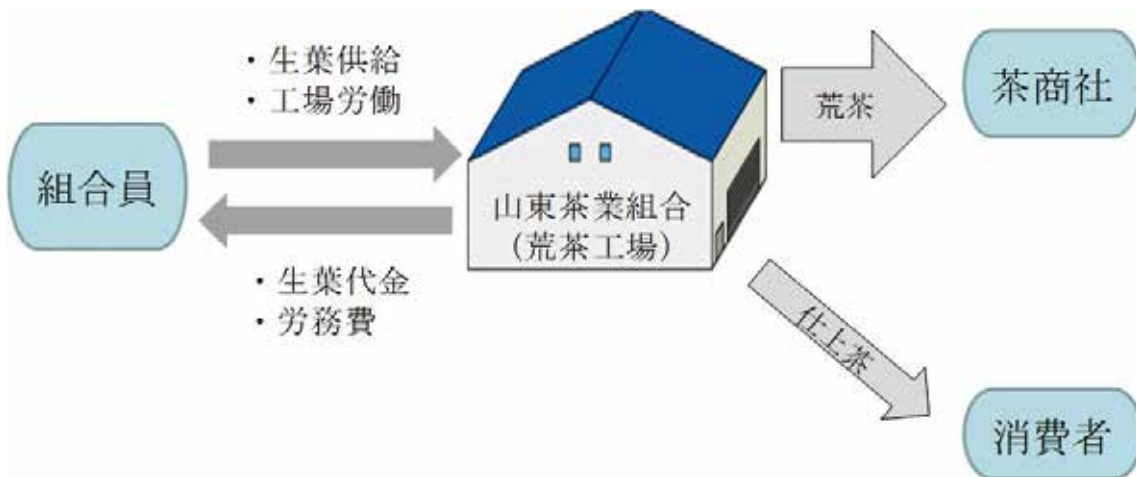 ・生葉供給
・工場労働
組合員
山東茶業組合
(荒茶工場)
・生葉代金
・労務費
荒茶
茶商社
仕上茶
消費者